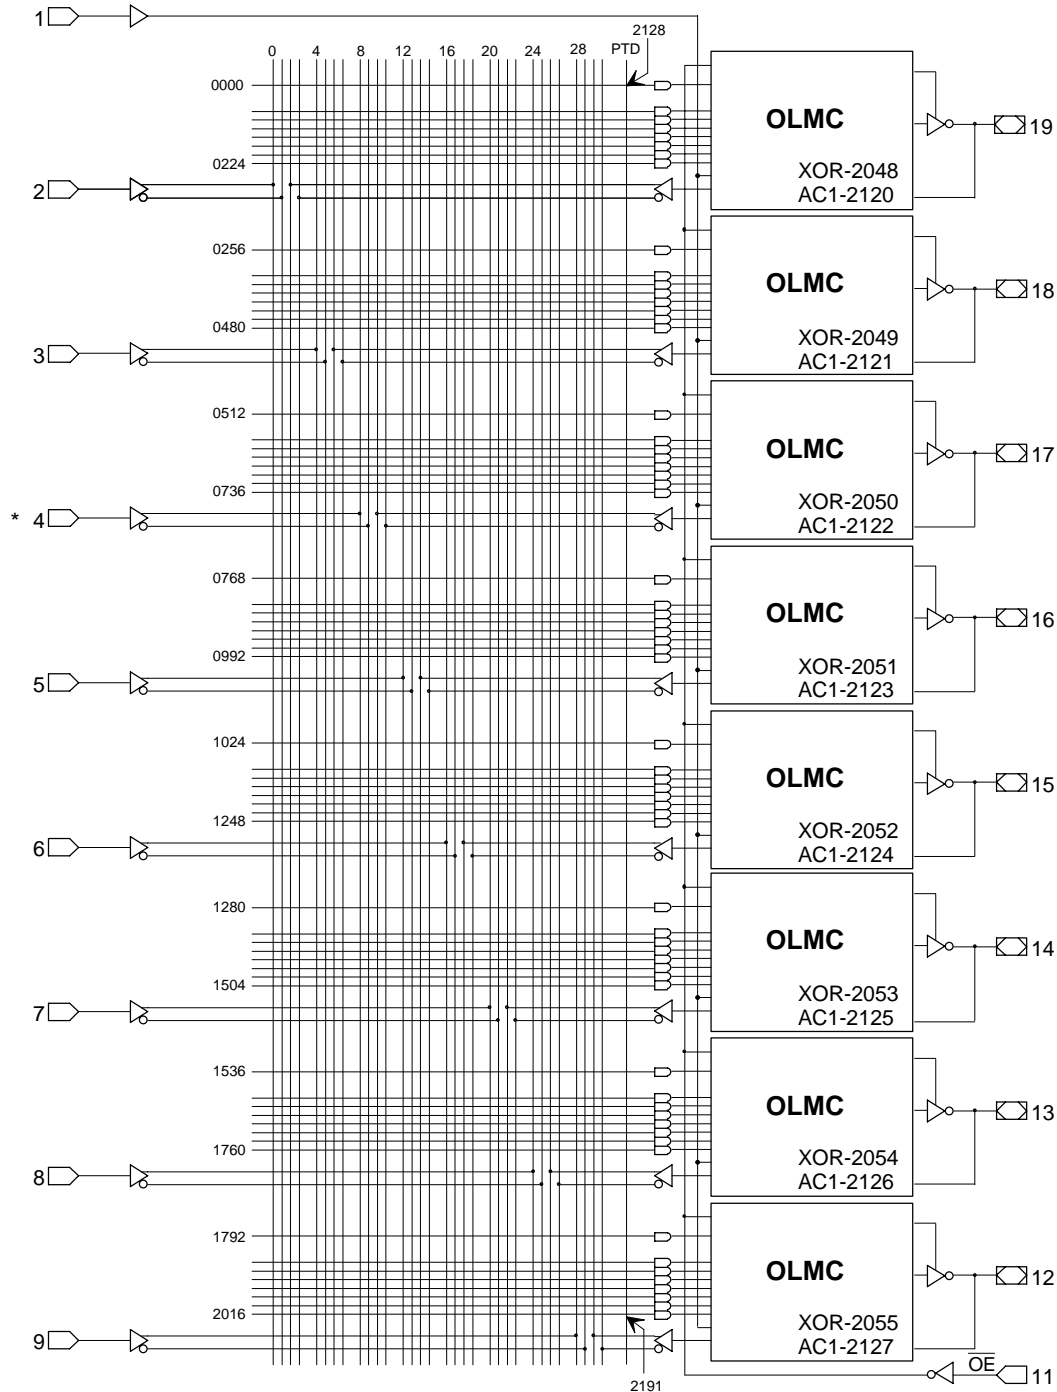 1
2128
0 4 8 12 16 20 24 28 PTD
0000
OLMC
19
0224
XOR-2048
2
AC1-2120
0256
OLMC
18
0480
XOR-2049
3
AC1-2121
0512
OLMC
17
0736
XOR-2050
* 4
AC1-2122
0768
OLMC
16
0992
XOR-2051
5
AC1-2123
1024
OLMC
15
1248
XOR-2052
6
AC1-2124
1280
OLMC
14
1504
XOR-2053
7
AC1-2125
1536
OLMC
13
1760
XOR-2054
8
AC1-2126
1792
OLMC
12
2016
XOR-2055
9
AC1-2127
OE
11
2191